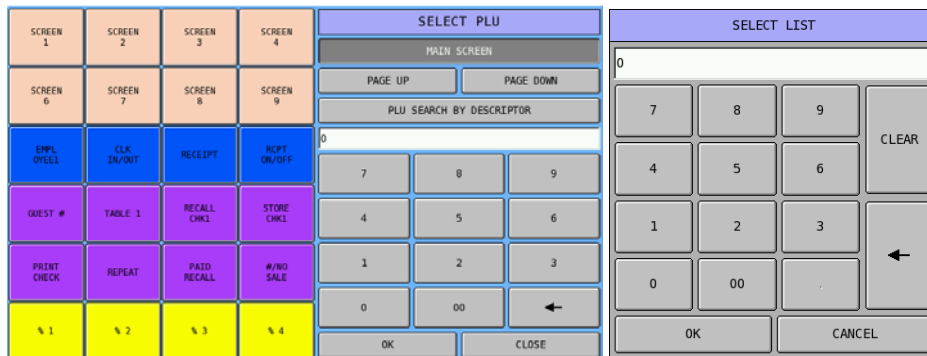 SCREEN 1
SCREEN 2
SCREEN 3
SCREEN 4
SCREEN 6
SCREEN 7
SCREEN 8
SCREEN 9
EMPL OYEE1
CLK IN/OUT
RECEIPT
RCPT ON/OFF
GUEST #
TABLE 1
RECALL CHK1
STORE CHK1
PRINT CHECK
REPEAT
PAID RECALL
#/NO SALE
% 1
% 2
% 3
% 4
SELECT PLU
MAIN SCREEN
PAGE UP
PAGE DOWN
PLU SEARCH BY DESCRIPTOR
0
7 8 9
4 5 6
1 2 3
0 00 ←
OK CLOSE
SELECT LIST
0
7 8 9 CLEAR
4 5 6
1 2 3 ←
0 00 .
OK CANCEL